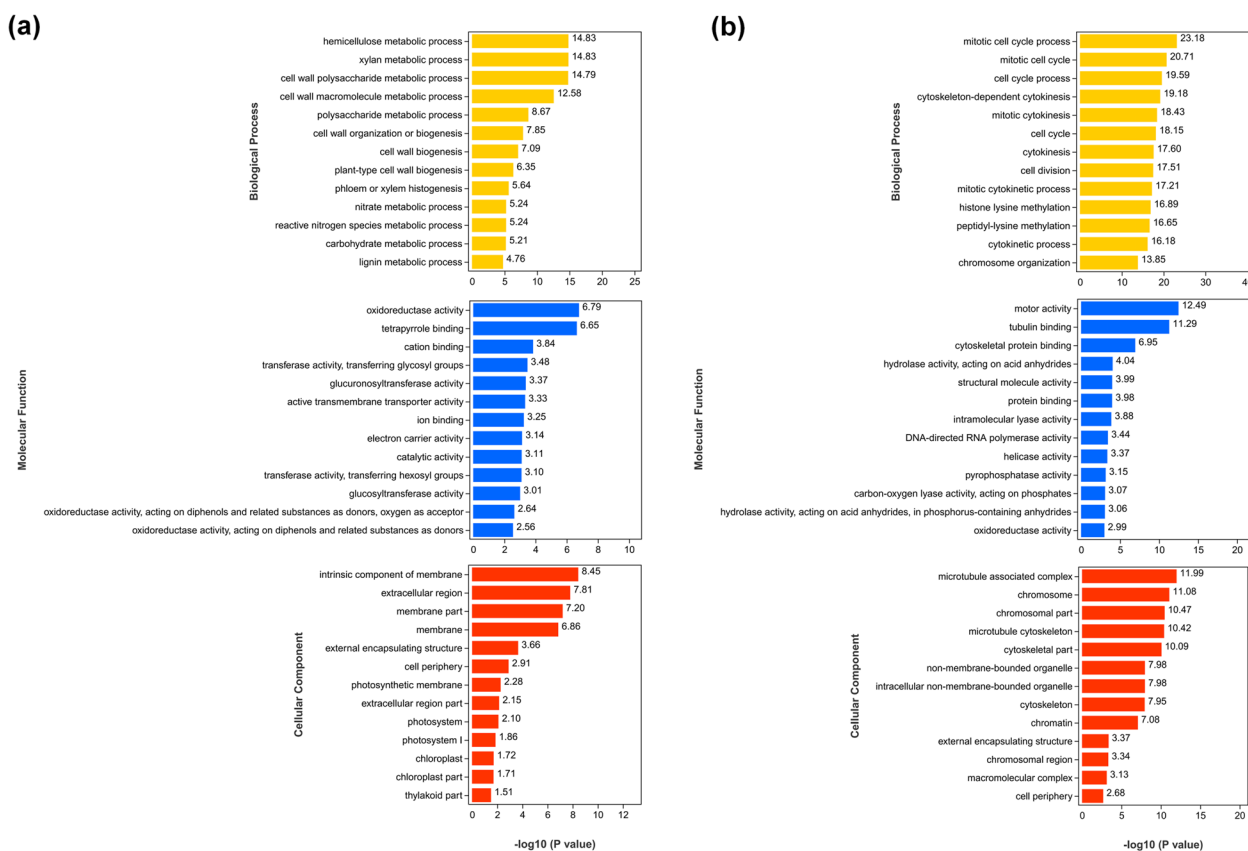 (a)
Biological Process
hemicellulose metabolic process 14.83
xylan metabolic process 14.83
cell wall polysaccharide metabolic process 14.79
cell wall macromolecule metabolic process 12.58
polysaccharide metabolic process 8.67
cell wall organization or biogenesis 7.85
cell wall biogenesis 7.09
plant-type cell wall biogenesis 6.35
phloem or xylem histogenesis 5.64
nitrate metabolic process 5.24
reactive nitrogen species metabolic process 5.24
carbohydrate metabolic process 5.21
lignin metabolic process 4.76
0 5 10 15 20 25
Molecular Function
oxidoreductase activity 6.79
tetrapyrrole binding 6.65
cation binding 3.84
transferase activity, transferring glycosyl groups 3.48
glucuronosyltransferase activity 3.37
active transmembrane transporter activity 3.33
ion binding 3.25
electron carrier activity 3.14
catalytic activity 3.11
transferase activity, transferring hexosyl groups 3.10
glucosyltransferase activity 3.01
oxidoreductase activity, acting on diphenols and related substances as donors, oxygen as acceptor 2.64
oxidoreductase activity, acting on diphenols and related substances as donors 2.56
0 2 4 6 8 10
Cellular Component
intrinsic component of membrane 8.45
extracellular region 7.81
membrane part 7.20
membrane 6.86
external encapsulating structure 3.66
cell periphery 2.91
photosynthetic membrane 2.28
extracellular region part 2.15
photosystem 2.10
photosystem I 1.86
chloroplast 1.72
chloroplast part 1.71
thylakoid part 1.51
0 2 4 6 8 10 12
-log10 (P value)
(b)
Biological Process
mitotic cell cycle process 23.18
mitotic cell cycle 20.71
cell cycle process 19.59
cytoskeleton-dependent cytokinesis 19.18
mitotic cytokinesis 18.43
cell cycle 18.15
cytokinesis 17.60
cell division 17.51
mitotic cytokinetic process 17.21
histone lysine methylation 16.89
peptidyl-lysine methylation 16.65
cytokinetic process 16.18
chromosome organization 13.85
0 10 20 30 40
Molecular Function
motor activity 12.49
tubulin binding 11.29
cytoskeletal protein binding 6.95
hydrolase activity, acting on acid anhydrides 4.04
structural molecule activity 3.99
protein binding 3.98
intramolecular lyase activity 3.88
DNA-directed RNA polymerase activity 3.44
helicase activity 3.37
pyrophosphatase activity 3.15
carbon-oxygen lyase activity, acting on phosphates 3.07
hydrolase activity, acting on acid anhydrides, in phosphorus-containing anhydrides 3.06
oxidoreductase activity 2.99
0 5 10 15 20
Cellular Component
microtubule associated complex 11.99
chromosome 11.08
chromosomal part 10.47
microtubule cytoskeleton 10.42
cytoskeletal part 10.09
non-membrane-bounded organelle 7.98
intracellular non-membrane-bounded organelle 7.98
cytoskeleton 7.95
chromatin 7.08
external encapsulating structure 3.37
chromosomal region 3.34
macromolecular complex 3.13
cell periphery 2.68
0 5 10 15 20
-log10 (P value)